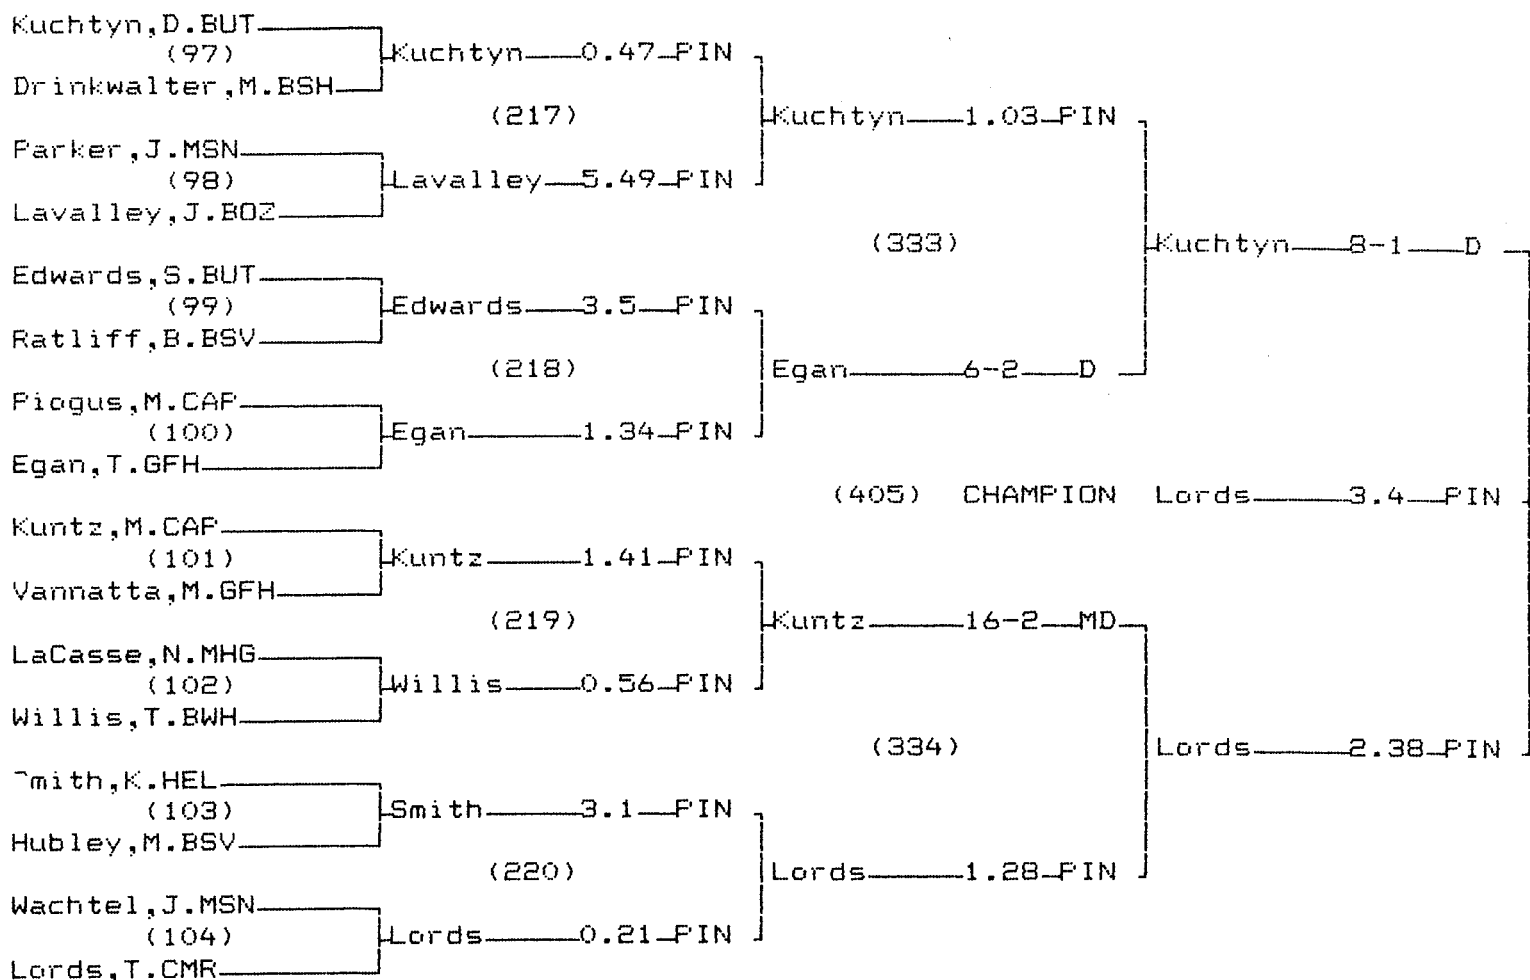 Kuchtyn,D.BUT
(97) Kuchtyn 0.47 PIN
Drinkwalter,M.BSH
(217) Kuchtyn 1.03 PIN
Parker,J.MSN
(98) Lavalley 5.49 PIN
Lavalley,J.BOZ
(333) Kuchtyn 8-1 D
Edwards,S.BUT
(99) Edwards 3.5 PIN
Ratliff,B.BSV
(218) Egan 6-2 D
Piogus,M.CAP
(100) Egan 1.34 PIN
Egan,T.GFH
(405) CHAMPION Lords 3.4 PIN
Kuntz,M.CAP
(101) Kuntz 1.41 PIN
Vannatta,M.GFH
(219) Kuntz 16-2 MD
LaCasse,N.MHG
(102) Willis 0.56 PIN
Willis,T.BWH
(334) Lords 2.38 PIN
mith,K.HEL
(103) Smith 3.1 PIN
Hubley,M.BSV
(220) Lords 1.28 PIN
Wachtel,J.MSN
(104) Lords 0.21 PIN
Lords,T.CMR